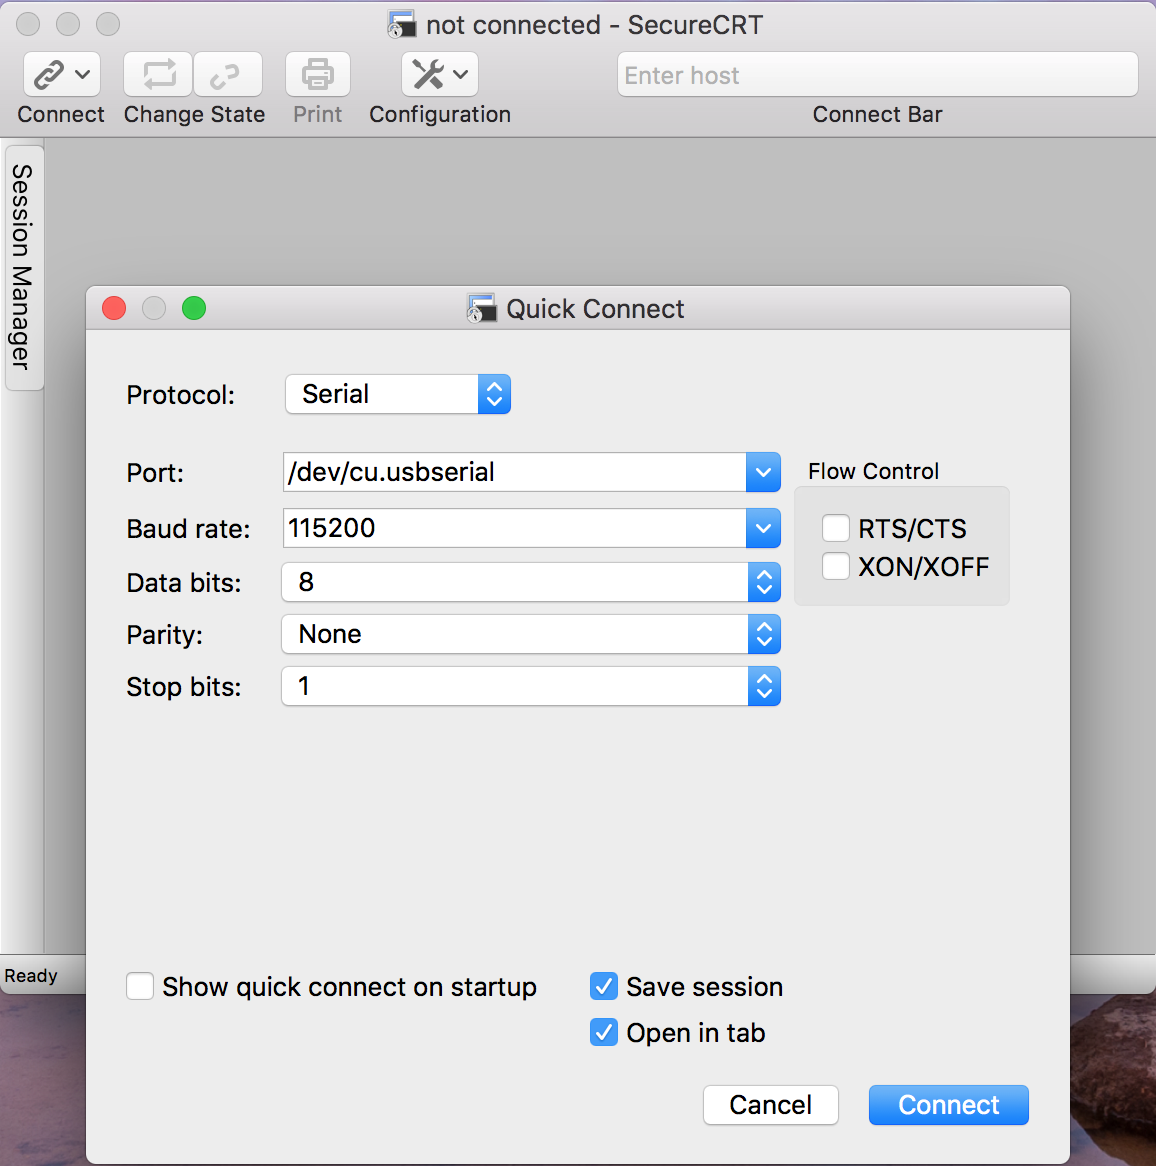 not connected - SecureCRT
Enter host
Connect Change State Print Configuration Connect Bar
Session Manager
Quick Connect
Protocol: Serial
Port: /dev/cu.usbserial Flow Control
Baud rate: 115200 RTS/CTS
Data bits: 8 XON/XOFF
Parity: None
Stop bits: 1
Ready
Show quick connect on startup Save session
Open in tab
Cancel Connect